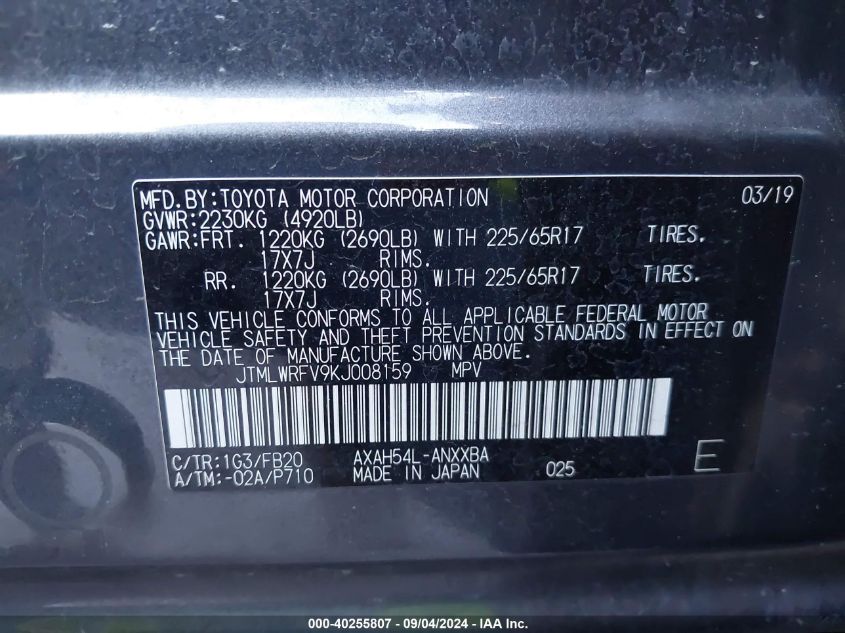 MFD.BY:TOYOTA MOTOR CORPORATION 03/19
GVWR:2230KG (4920LB)
GAWR:FRT. 1220KG (2690LB) WITH 225/65R17 TIRES.
17X7J RIMS.
RR. 1220KG (2690LB) WITH 225/65R17 TIRES.
17X7J RIMS.
THIS VEHICLE CONFORMS TO ALL APPLICABLE FEDERAL MOTOR
VEHICLE SAFETY AND THEFT PREVENTION STANDARDS IN EFFECT ON
THE DATE OF MANUFACTURE SHOWN ABOVE.
JTMLWRFV9KJ008159 MPV
C/TR:1G3/FB20 AXAH54L-ANXXBA
A/TM:-02A/P710 MADE IN JAPAN 025 E
000-40255807 - 09/04/2024 - IAA Inc.